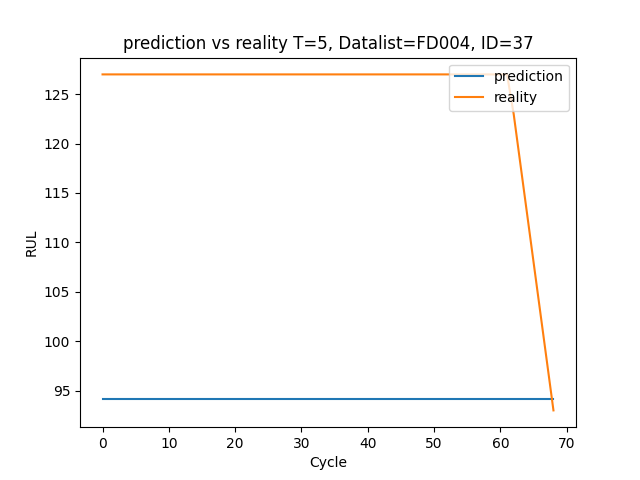 prediction vs reality T=5, Datalist=FD004, ID=37
prediction
reality
125
120
115
110
105
100
95
RUL
0 10 20 30 40 50 60 70
Cycle